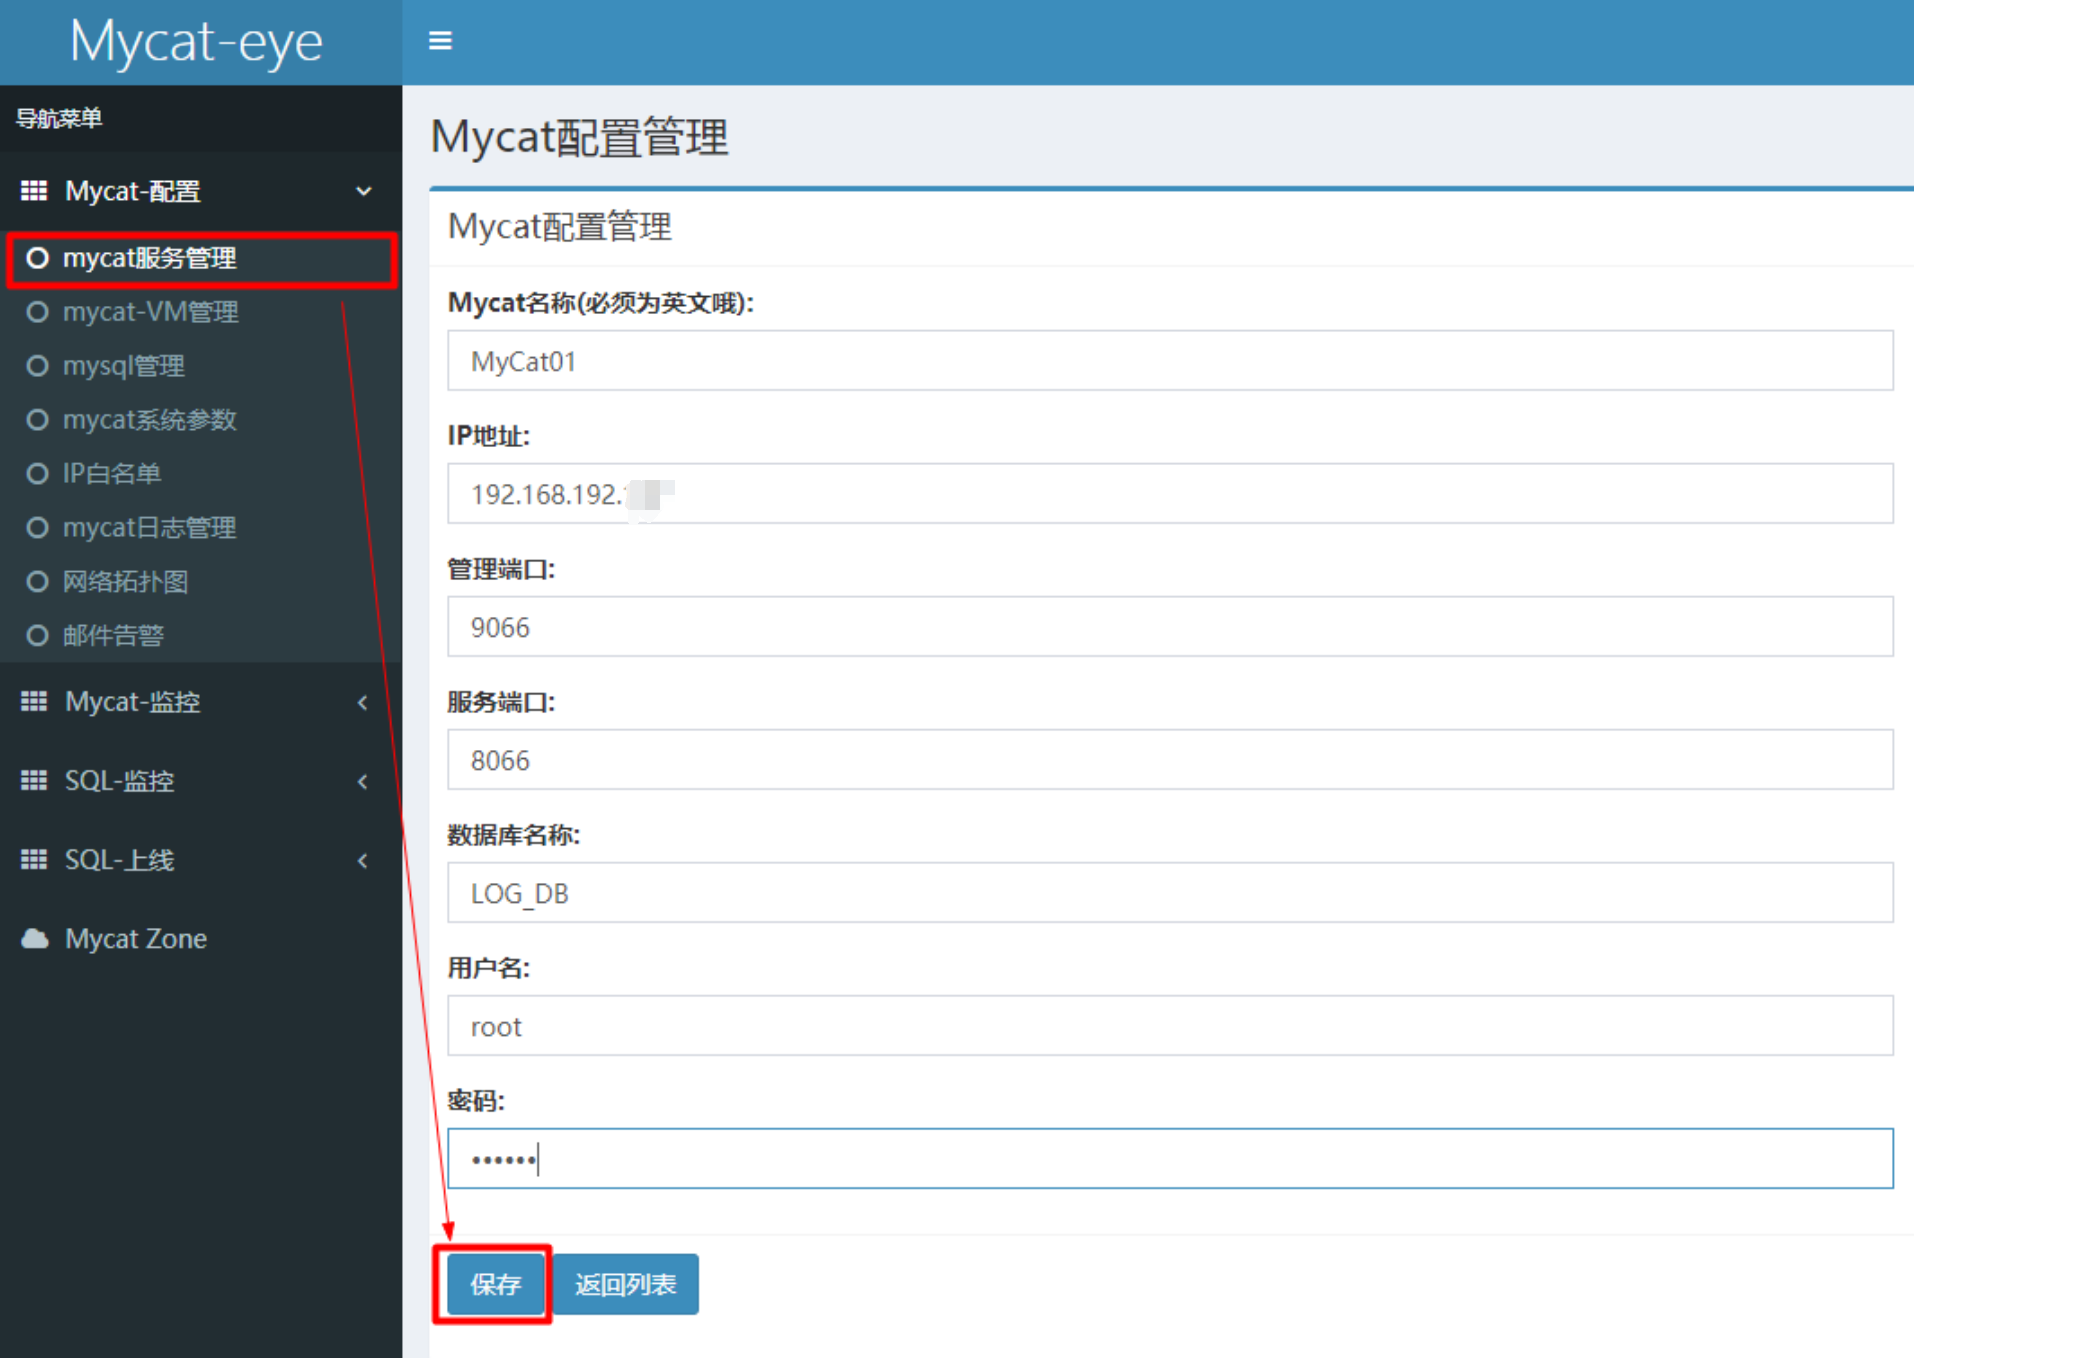 Mycat-eye
导航菜单
Mycat-配置
mycat服务管理
mycat-VM管理
mysql管理
mycat系统参数
IP白名单
mycat日志管理
网络拓扑图
邮件告警
Mycat-监控
SQL-监控
SQL-上线
Mycat Zone
Mycat配置管理
Mycat配置管理
Mycat名称(必须为英文哦):
MyCat01
IP地址:
192.168.192.
管理端口:
9066
服务端口:
8066
数据库名称:
LOG_DB
用户名:
root
密码:
••••••
保存 返回列表